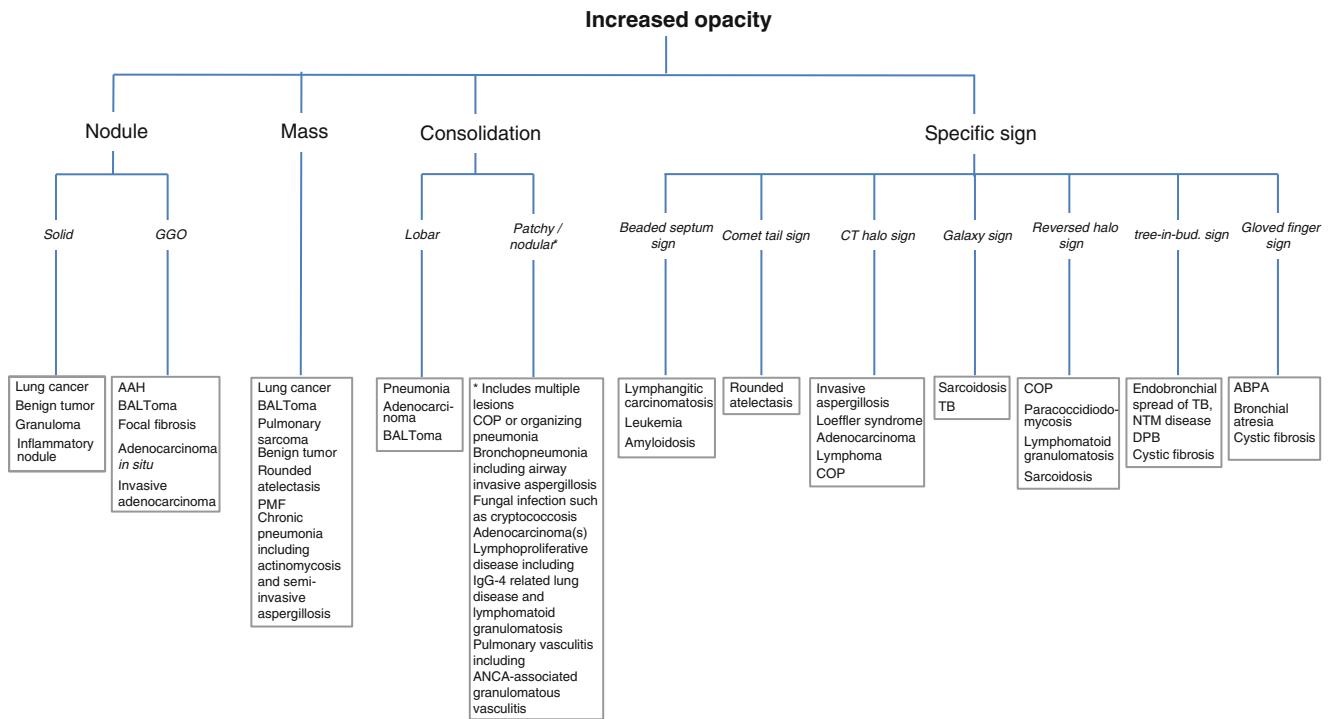 Increased opacity
Nodule
Mass
Consolidation
Specific sign
Solid
GGO
Lobar
Patchy /
nodular*
Beaded septum
sign
Comet tail sign
CT halo sign
Galaxy sign
Reversed halo
sign
tree-in-bud. sign
Gloved finger
sign
Lung cancer
Benign tumor
Granuloma
Inflammatory
nodule
AAH
BALToma
Focal fibrosis
Adenocarcinoma
in situ
Invasive
adenocarcinoma
Lung cancer
BALToma
Pulmonary
sarcoma
Benign tumor
Rounded
atelectasis
PMF
Chronic
pneumonia
including
actinomycosis
and semi-
invasive
aspergillosis
Pneumonia
Adenocarci-
noma
BALToma
* Includes multiple
lesions
COP or organizing
pneumonia
Bronchopneumonia
including airway
invasive aspergillosis
Fungal infection such
as cryptococcosis
Adenocarcinoma(s)
Lymphoproliferative
disease including
IgG-4 related lung
disease and
lymphomatoid
granulomatosis
Pulmonary vasculitis
including
ANCA-associated
granulomatous
vasculitis
Lymphangitic
carcinomatosis
Leukemia
Amyloidosis
Rounded
atelectasis
Invasive
aspergillosis
Loeffler syndrome
Adenocarcinoma
Lymphoma
COP
Sarcoidosis
TB
COP
Paracoccidiodo-
mycosis
Lymphomatoid
granulomatosis
Sarcoidosis
Endobronchial
spread of TB,
NTM disease
DPB
Cystic fibrosis
ABPA
Bronchial
atresia
Cystic fibrosis